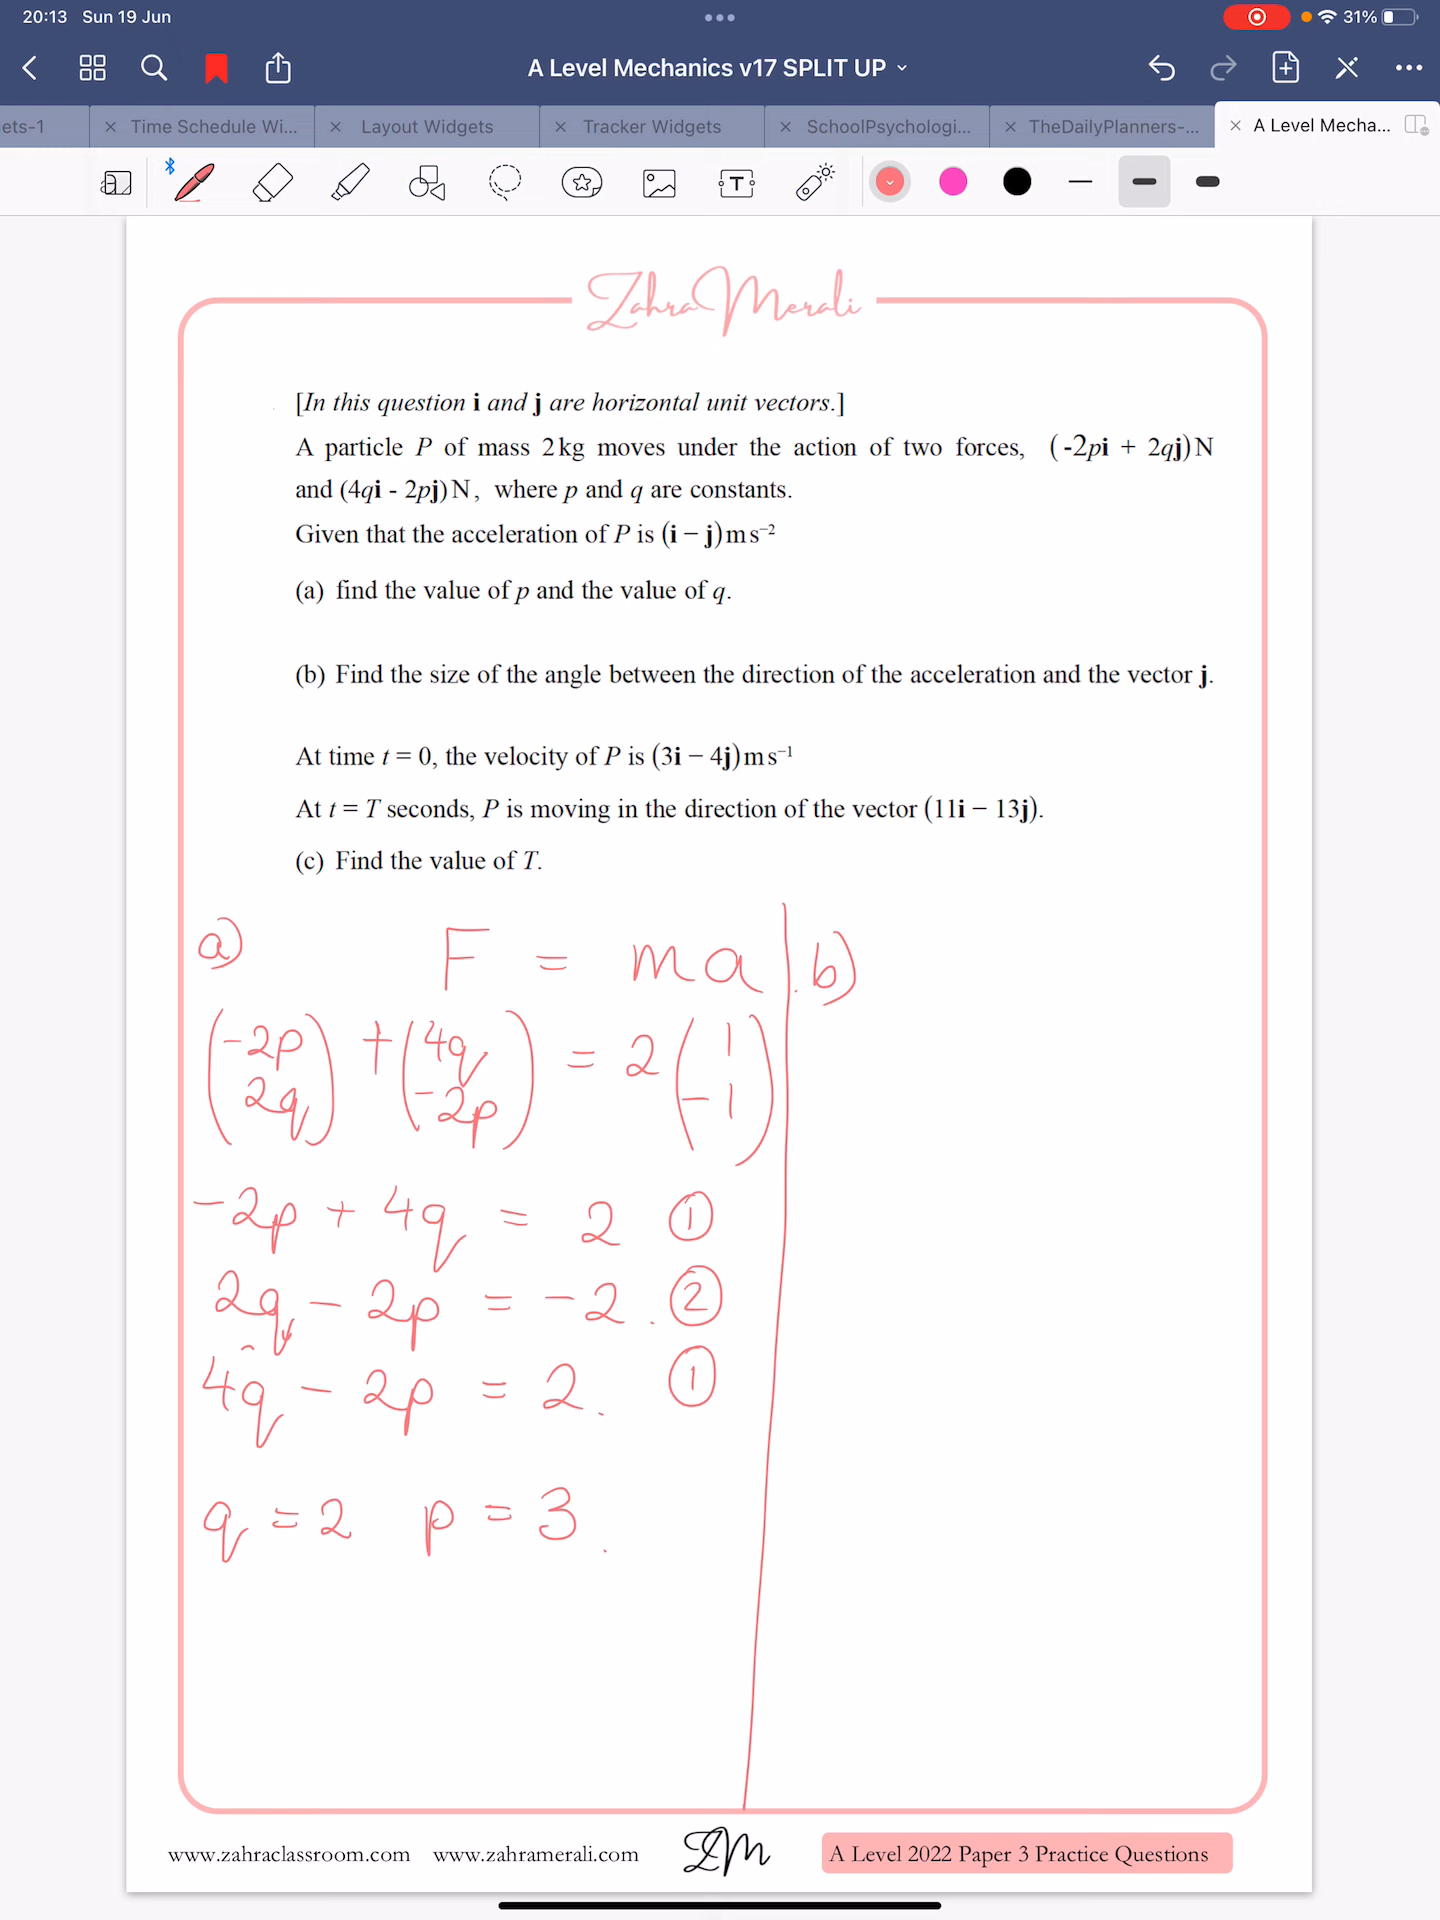 20:13 Sun 19 Jun
31%
A Level Mechanics v17 SPLIT UP
ets-1
Time Schedule Wi...
Layout Widgets
Tracker Widgets
SchoolPsychologi...
TheDailyPlanners-...
A Level Mecha...
Zahra Merali
[In this question i and j are horizontal unit vectors.]
A particle P of mass 2 kg moves under the action of two forces, (-2pi + 2qj) N
and (4qi - 2pj) N, where p and q are constants.
Given that the acceleration of P is (i − j) m s⁻²
(a) find the value of p and the value of q.
(b) Find the size of the angle between the direction of the acceleration and the vector j.
At time t = 0, the velocity of P is (3i − 4j) m s⁻¹
At t = T seconds, P is moving in the direction of the vector (11i − 13j).
(c) Find the value of T.
a) F = ma
(-2p 2q) + (4q -2p) = 2 (1 -1)
-2p + 4q = 2 ①
2q - 2p = -2. ②
4q - 2p = 2. ①
q = 2 p = 3.
b)
www.zahraclassroom.com www.zahramerali.com
ZM
A Level 2022 Paper 3 Practice Questions